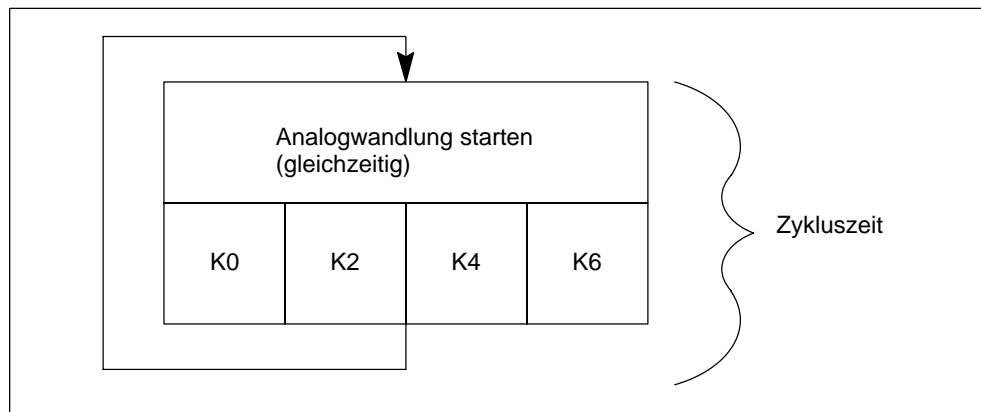 Analogwandlung starten
(gleichzeitig)
K0 K2 K4 K6
Zykluszeit